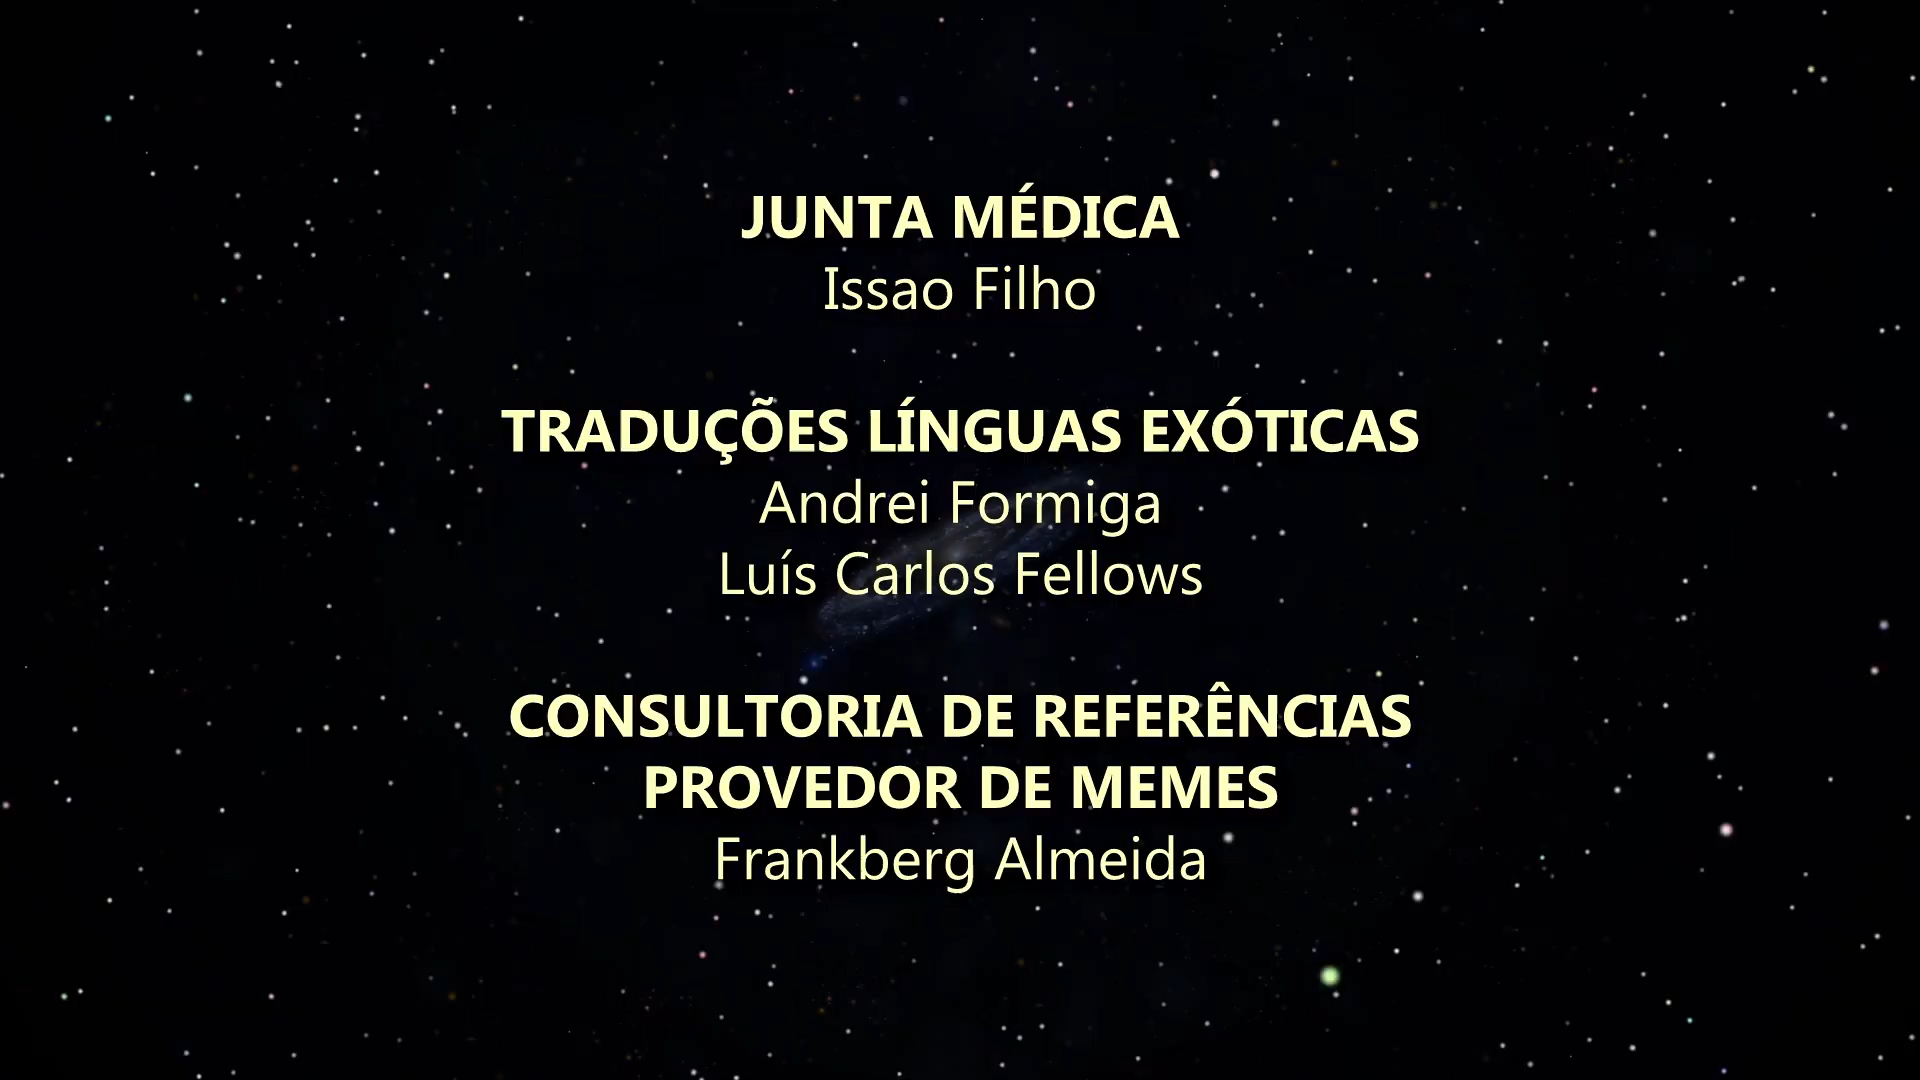 JUNTA MÉDICA
Issao Filho
TRADUÇÕES LÍNGUAS EXÓTICAS
Andrei Formiga
Luís Carlos Fellows
CONSULTORIA DE REFERÊNCIAS
PROVEDOR DE MEMES
Frankberg Almeida